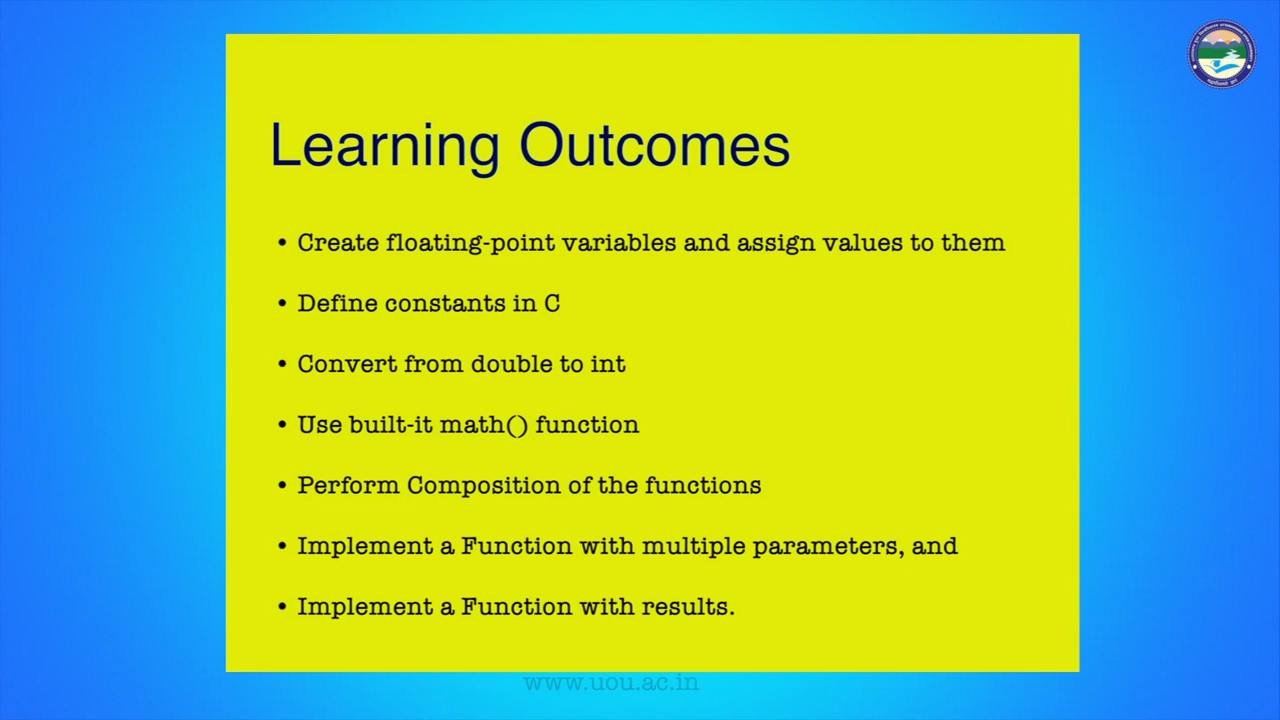 Learning Outcomes
• Create floating-point variables and assign values to them
• Define constants in C
• Convert from double to int
• Use built-it math() function
• Perform Composition of the functions
• Implement a Function with multiple parameters, and
• Implement a Function with results.
www.uou.ac.in